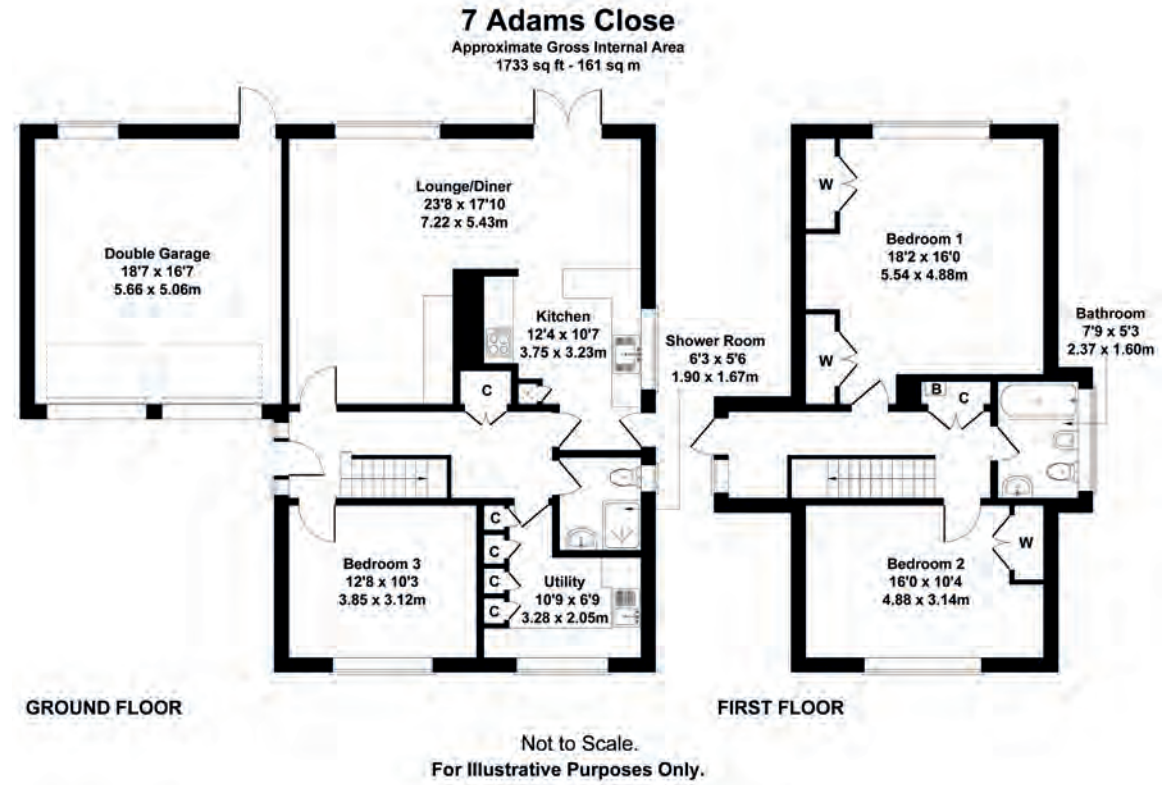 7 Adams Close
Approximate Gross Internal Area
1733 sq ft - 161 sq m
Double Garage
18'7 x 16'7
5.66 x 5.06m
Lounge/Diner
23'8 x 17'10
7.22 x 5.43m
Kitchen
12'4 x 10'7
3.75 x 3.23m
C
Shower Room
6'3 x 5'6
1.90 x 1.67m
Bedroom 3
12'8 x 10'3
3.85 x 3.12m
C
C
C
C
Utility
10'9 x 6'9
3.28 x 2.05m
GROUND FLOOR
W
Bedroom 1
18'2 x 16'0
5.54 x 4.88m
W
B
C
Bathroom
7'9 x 5'3
2.37 x 1.60m
Bedroom 2
16'0 x 10'4
4.88 x 3.14m
W
FIRST FLOOR
Not to Scale.
For Illustrative Purposes Only.